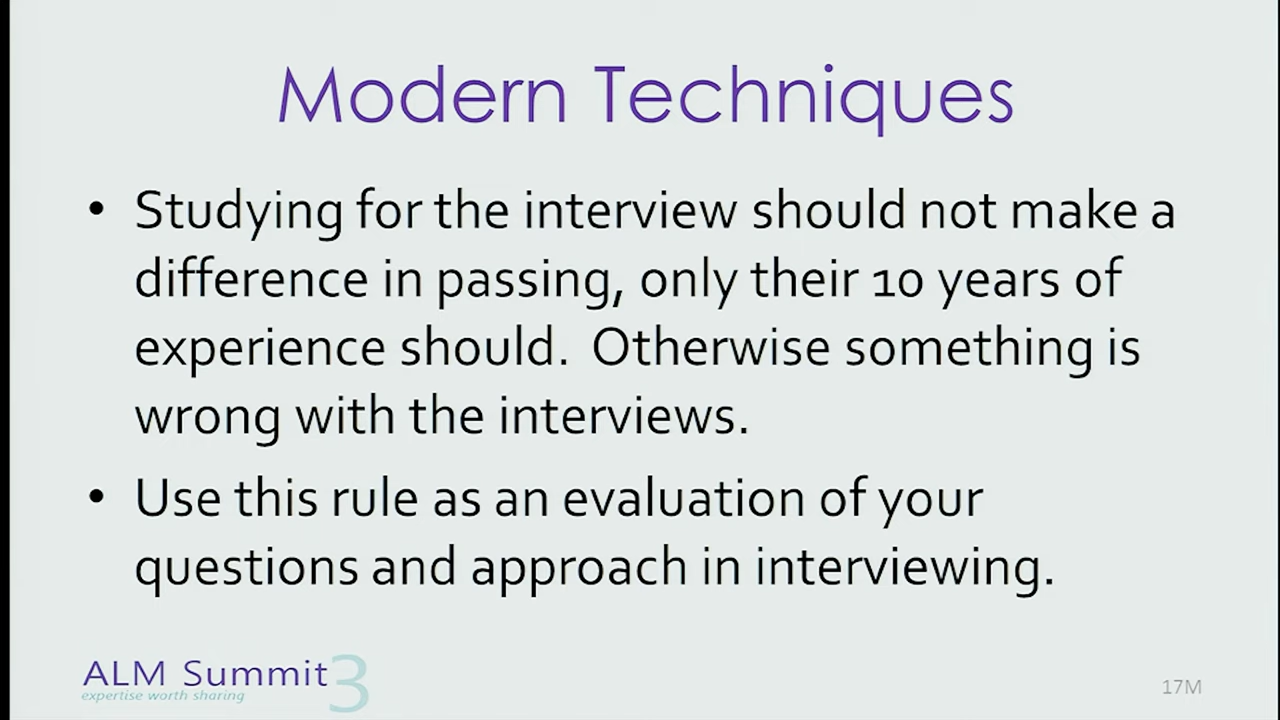 Modern Techniques
• Studying for the interview should not make a
difference in passing, only their 10 years of
experience should.  Otherwise something is
wrong with the interviews.
• Use this rule as an evaluation of your
questions and approach in interviewing.
ALM Summit 3
expertise worth sharing
17M